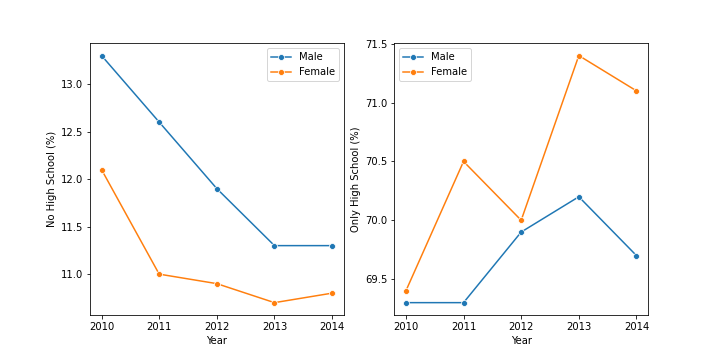 No High School (%)
13.0
12.5
12.0
11.5
11.0
2010 2011 2012 2013 2014
Year
Male
Female
Only High School (%)
71.5
71.0
70.5
70.0
69.5
2010 2011 2012 2013 2014
Year
Male
Female